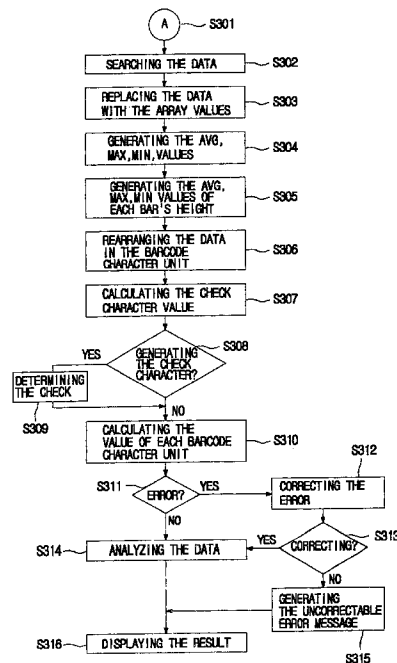 A
S301
SEARCHING THE DATA
S302
REPLACING THE DATA
WITH THE ARRAY VALUES
S303
GENERATING THE AVG,
MAX,MIN,VALUES
S304
GENERATING THE AVG,
MAX,MIN VALUES OF
EACH BAR'S HEIGHT
S305
REARRANGING THE DATA
IN THE BARCODE
CHARACTER UNIT
S306
CALCULATING THE CHECK
CHARACTER VALUE
S307
S308
YES
GENERATING
THE CHECK
CHARACTER?
DETERMINING
THE CHECK
S309
NO
CALCULATING THE
VALUE OF EACH BARCODE
CHARACTER UNIT
S310
S311
ERROR?
YES
S312
CORRECTING THE
ERROR
NO
S313
S314
ANALYZING THE DATA
YES
CORRECTING?
NO
GENERATING
THE UNCORRECTABLE
ERROR MESSAGE
S315
S316
DISPLAYING THE RESULT